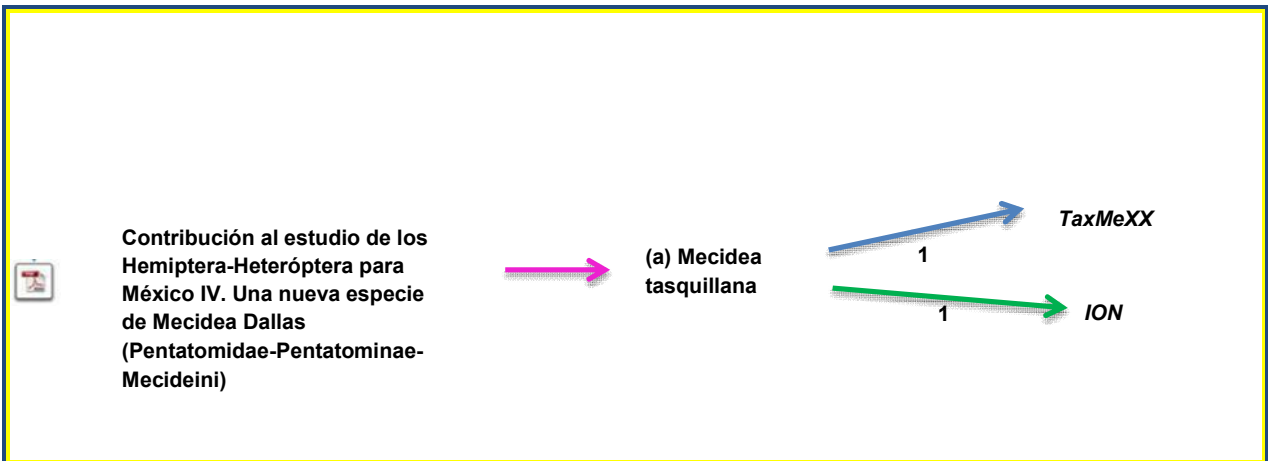 Contribución al estudio de los
Hemiptera-Heteróptera para
México IV. Una nueva especie
de Mecidea Dallas
(Pentatomidae-Pentatominae-
Mecideini)
(a) Mecidea
tasquillana
1
TaxMeXX
1
ION